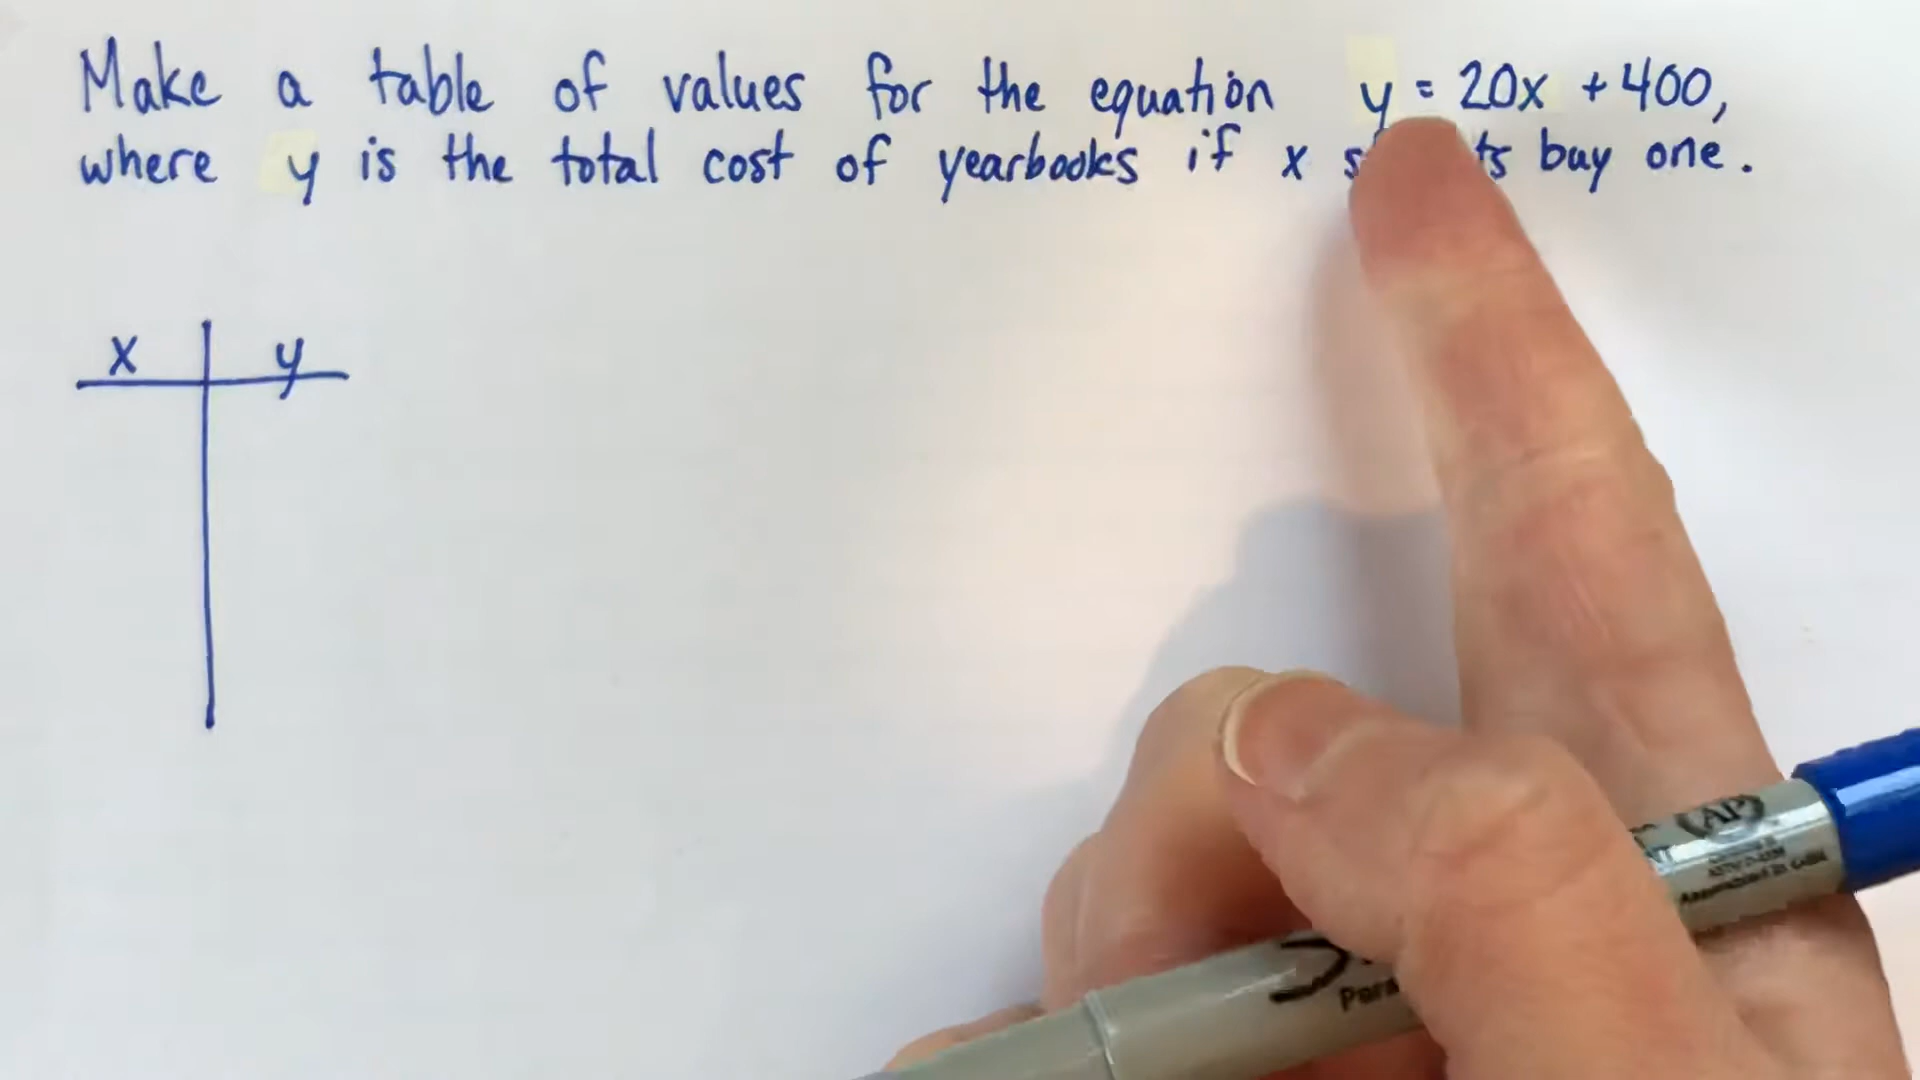 Make a table of values for the equation y = 20x + 400,
where y is the total cost of yearbooks if x buy one.
x y
AP